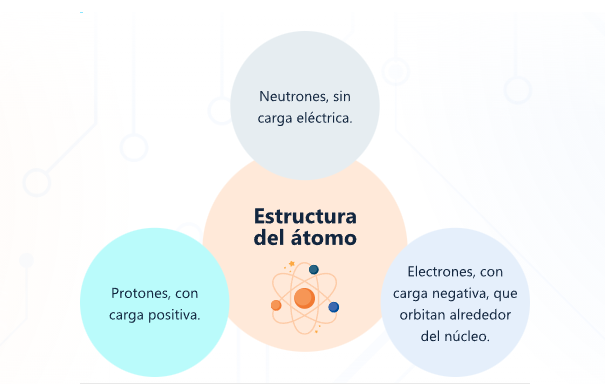 Neutrones, sin
carga eléctrica.
Estructura
del átomo
Protones, con
carga positiva.
Electrones, con
carga negativa, que
orbitan alrededor
del núcleo.